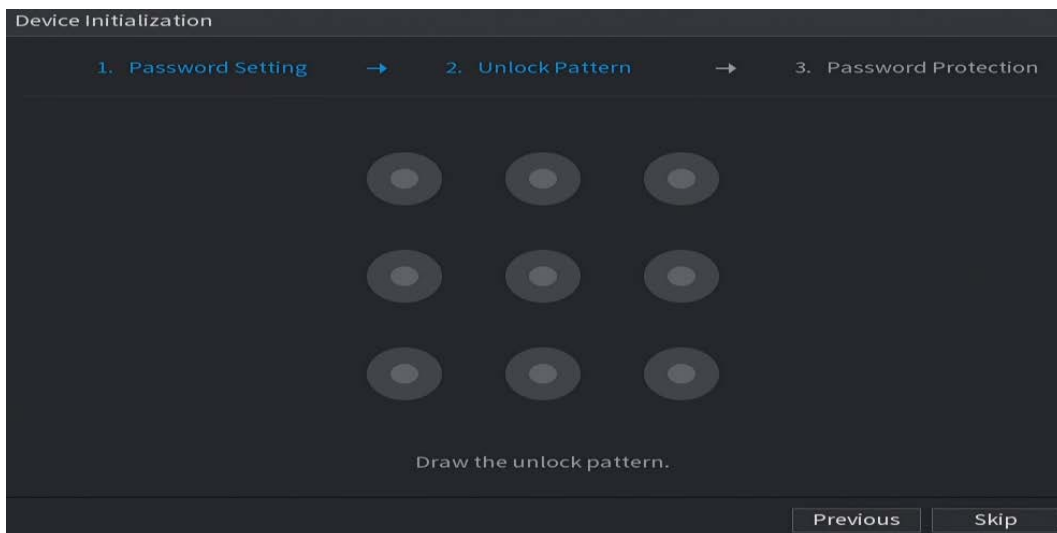 Device Initialization
1. Password Setting → 2. Unlock Pattern → 3. Password Protection
Draw the unlock pattern.
Previous Skip